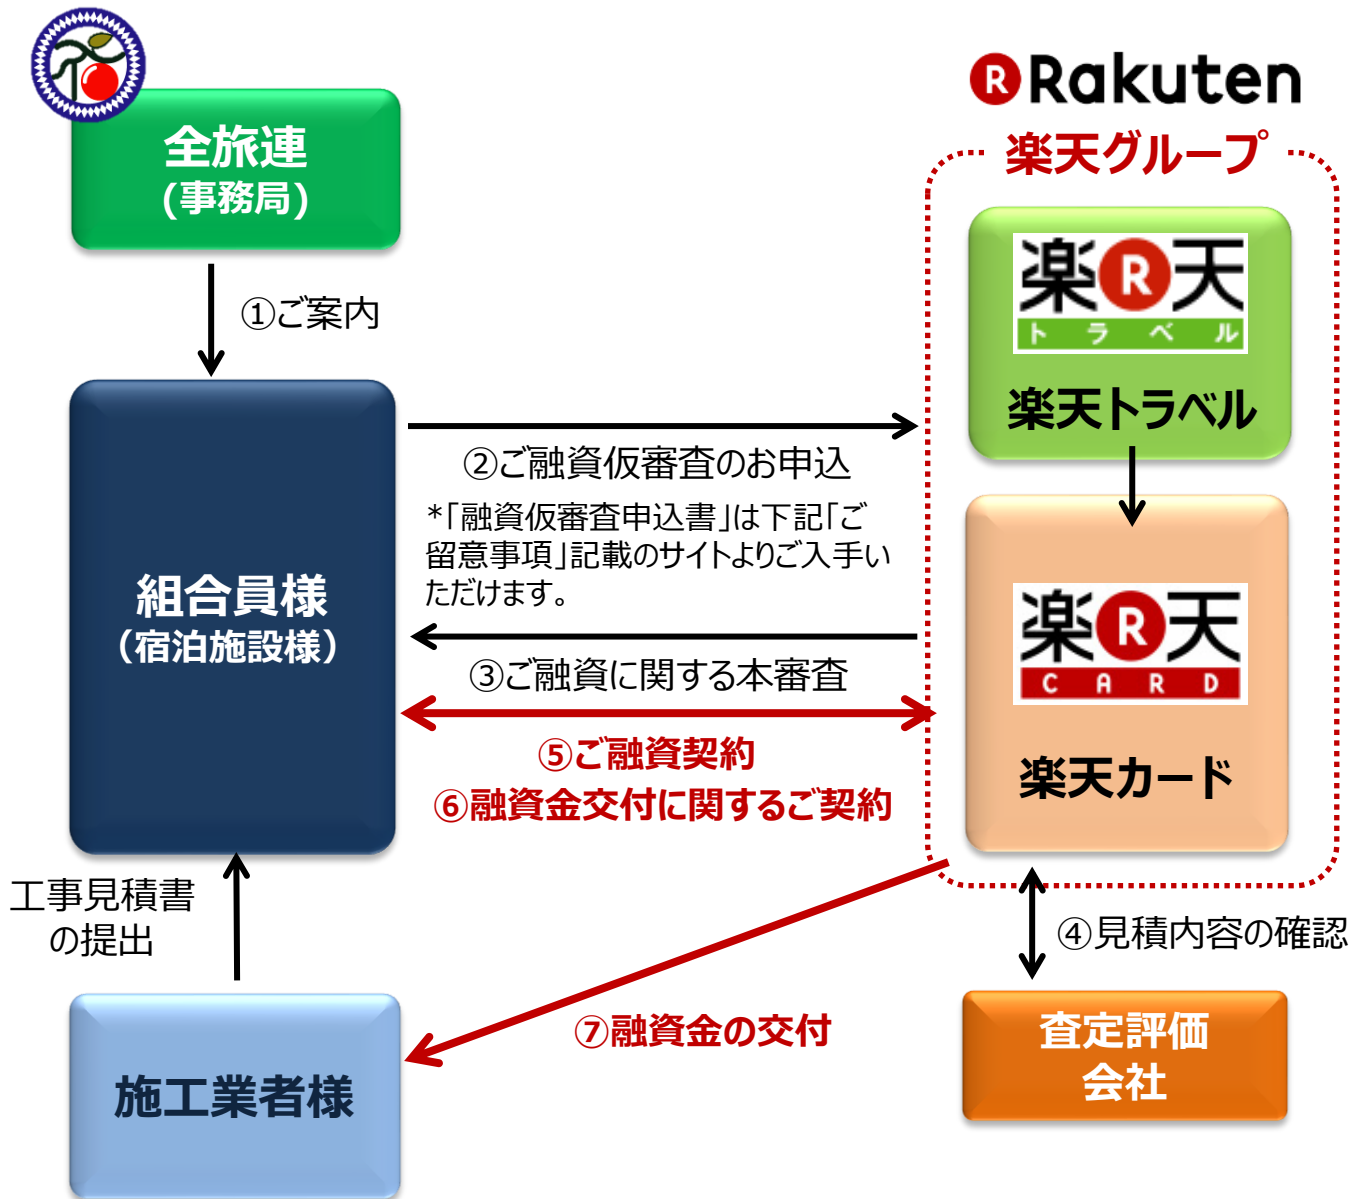 全旅連
(事務局)
R Rakuten
楽天グループ
楽R天
トラベル
楽天トラベル
①ご案内
②ご融資仮審査のお申込
*「融資仮審査申込書」は下記「ご
留意事項」記載のサイトよりご入手い
ただけます。
組合員様
（宿泊施設様）
③ご融資に関する本審査
楽R天
CARD
楽天カード
⑤ご融資契約
⑥融資金交付に関するご契約
工事見積書
の提出
④見積内容の確認
⑦融資金の交付
査定評価
会社
施工業者様